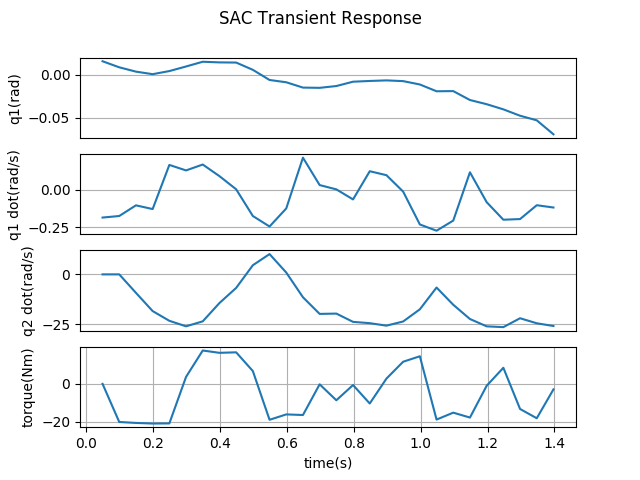 SAC Transient Response
0.00
−0.05
q1(rad)
0.00
−0.25
q1 dot(rad/s)
0
−25
q2 dot(rad/s)
0
−20
torque(Nm)
0.0 0.2 0.4 0.6 0.8 1.0 1.2 1.4
time(s)